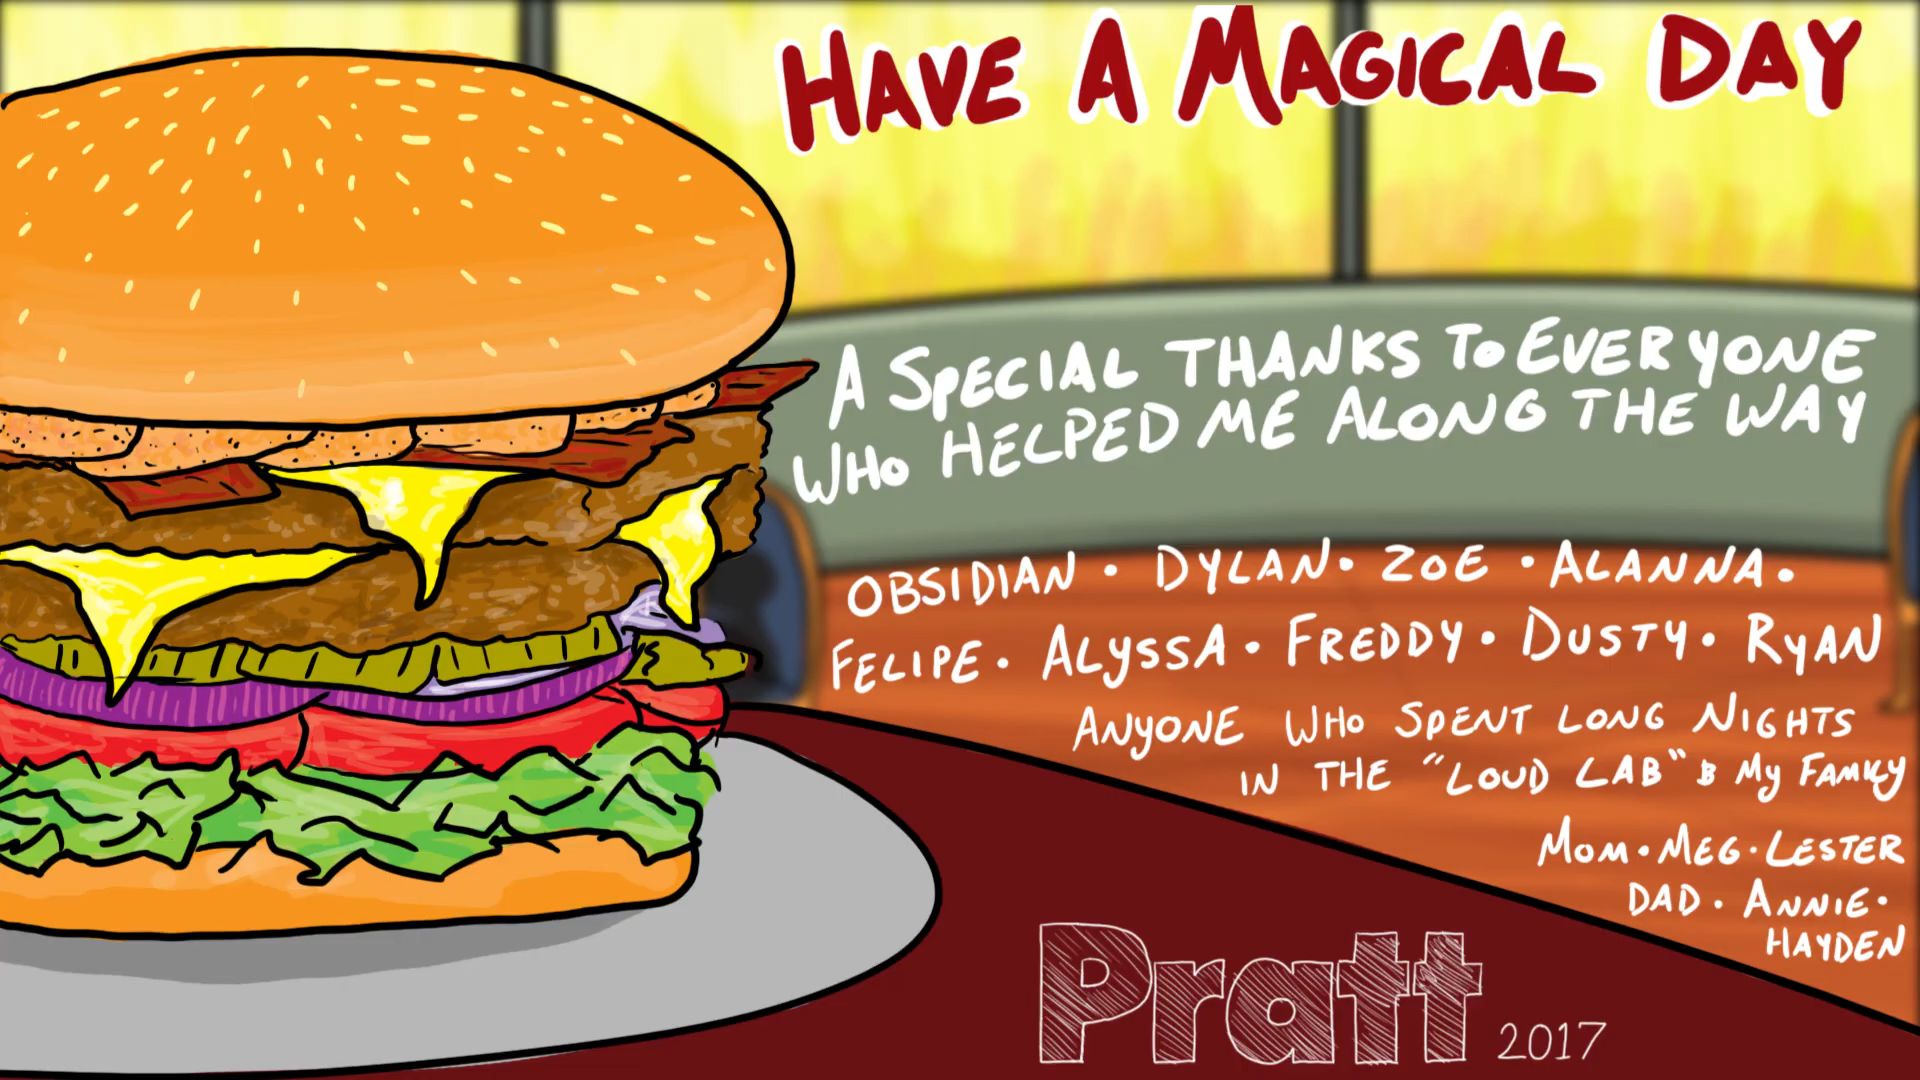 HAVE A MAGICAL DAY
A SPECIAL THANKS TO EVERYONE
WHO HELPED ME ALONG THE WAY
OBSIDIAN • DYLAN • ZOE • ALANNA •
FELIPE • ALYSSA • FREDDY • DUSTY • RYAN
ANYONE WHO SPENT LONG NIGHTS
IN THE "LOUD LAB" & MY FAMILY
MOM • MEG • LESTER
DAD • ANNIE •
HAYDEN
Pratt 2017